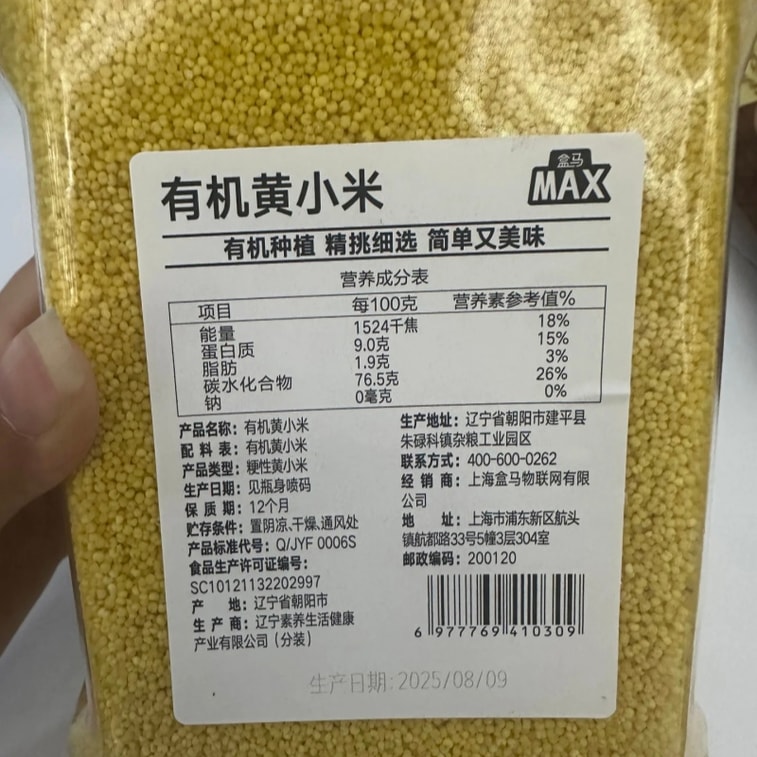 有机黄小米
盒马
MAX
有机种植 精挑细选 简单又美味
营养成分表
项目 每100克 营养素参考值%
能量 1524千焦 18%
蛋白质 9.0克 15%
脂肪 1.9克 3%
碳水化合物 76.5克 26%
钠 0毫克 0%
产品名称：有机黄小米
配 料 表：有机黄小米
产品类型：粳性黄小米
生产日期：见瓶身喷码
保 质 期：12个月
贮存条件：置阴凉、干燥、通风处
产品标准代号：Q/JYF 0006S
食品生产许可证编号：
SC10121132202997
产 地：辽宁省朝阳市
生 产 商：辽宁素养生活健康
产业有限公司（分装）
生产地址：辽宁省朝阳市建平县
朱碌科镇杂粮工业园区
联系方式：400-600-0262
经 销 商：上海盒马物联网有限
公司
地 址：上海市浦东新区航头
镇航都路33号5幢3层304室
邮政编码：200120
6 977769 410309
生产日期:2025/08/09